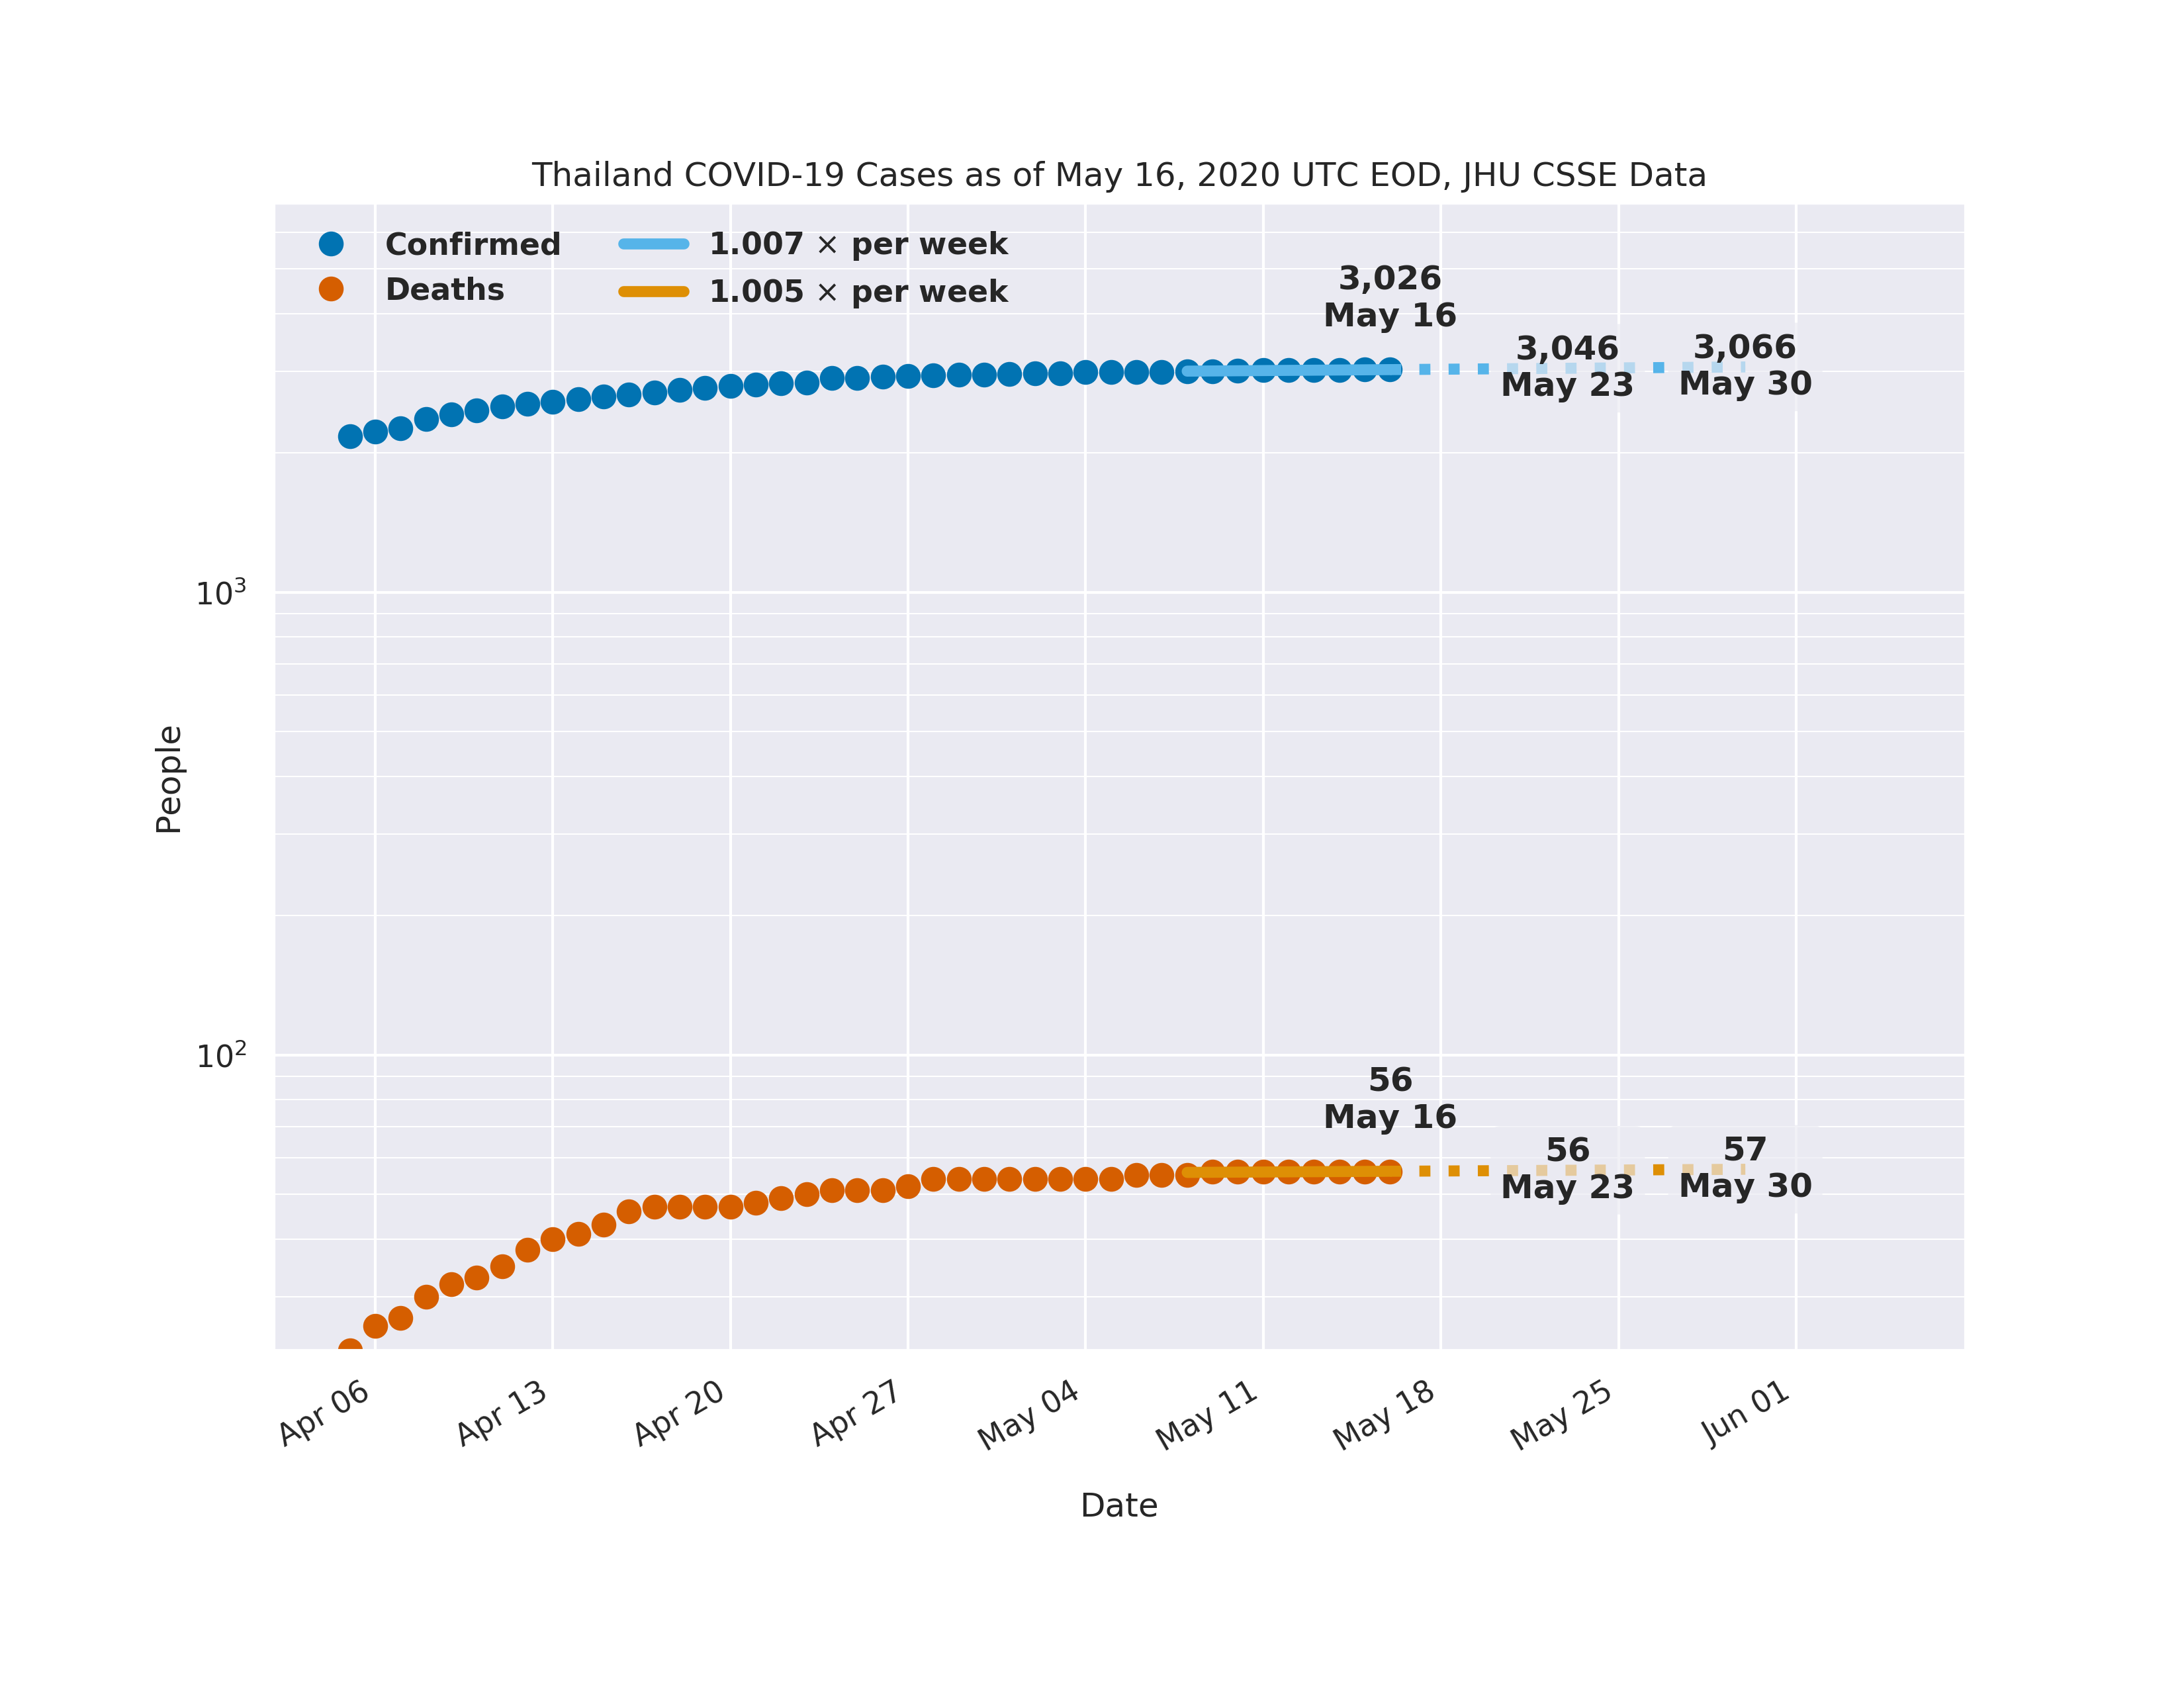 Thailand COVID-19 Cases as of May 16, 2020 UTC EOD, JHU CSSE Data
Confirmed
Deaths
1.007 × per week
1.005 × per week
3,026
May 16
3,046
May 23
3,066
May 30
10³
People
10²
56
May 16
56
May 23
57
May 30
Apr 06
Apr 13
Apr 20
Apr 27
May 04
May 11
May 18
May 25
Jun 01
Date